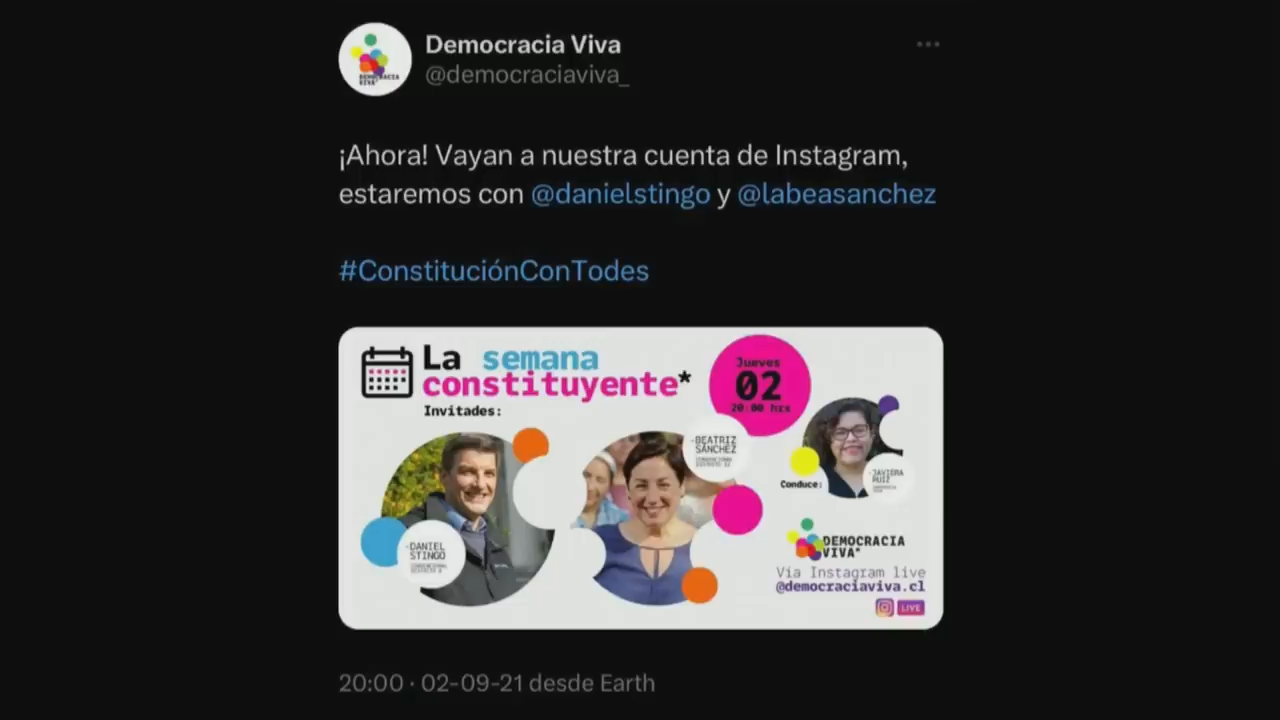 Democracia Viva
@democraciaviva_
¡Ahora! Vayan a nuestra cuenta de Instagram,
estaremos con @danielstingo y @labeasanchez
#ConstituciónConTodes
La semana
constituyente*
Invitades:
Jueves
02
20:00 hrs
-DANIEL
STINGO
-BEATRIZ
SÁNCHEZ
Conduce:
-JAVIERA
RUIZ
DEMOCRACIA
VIVA*
Vía Instagram live
@democraciaviva.cl
LIVE
20:00 · 02-09-21 desde Earth